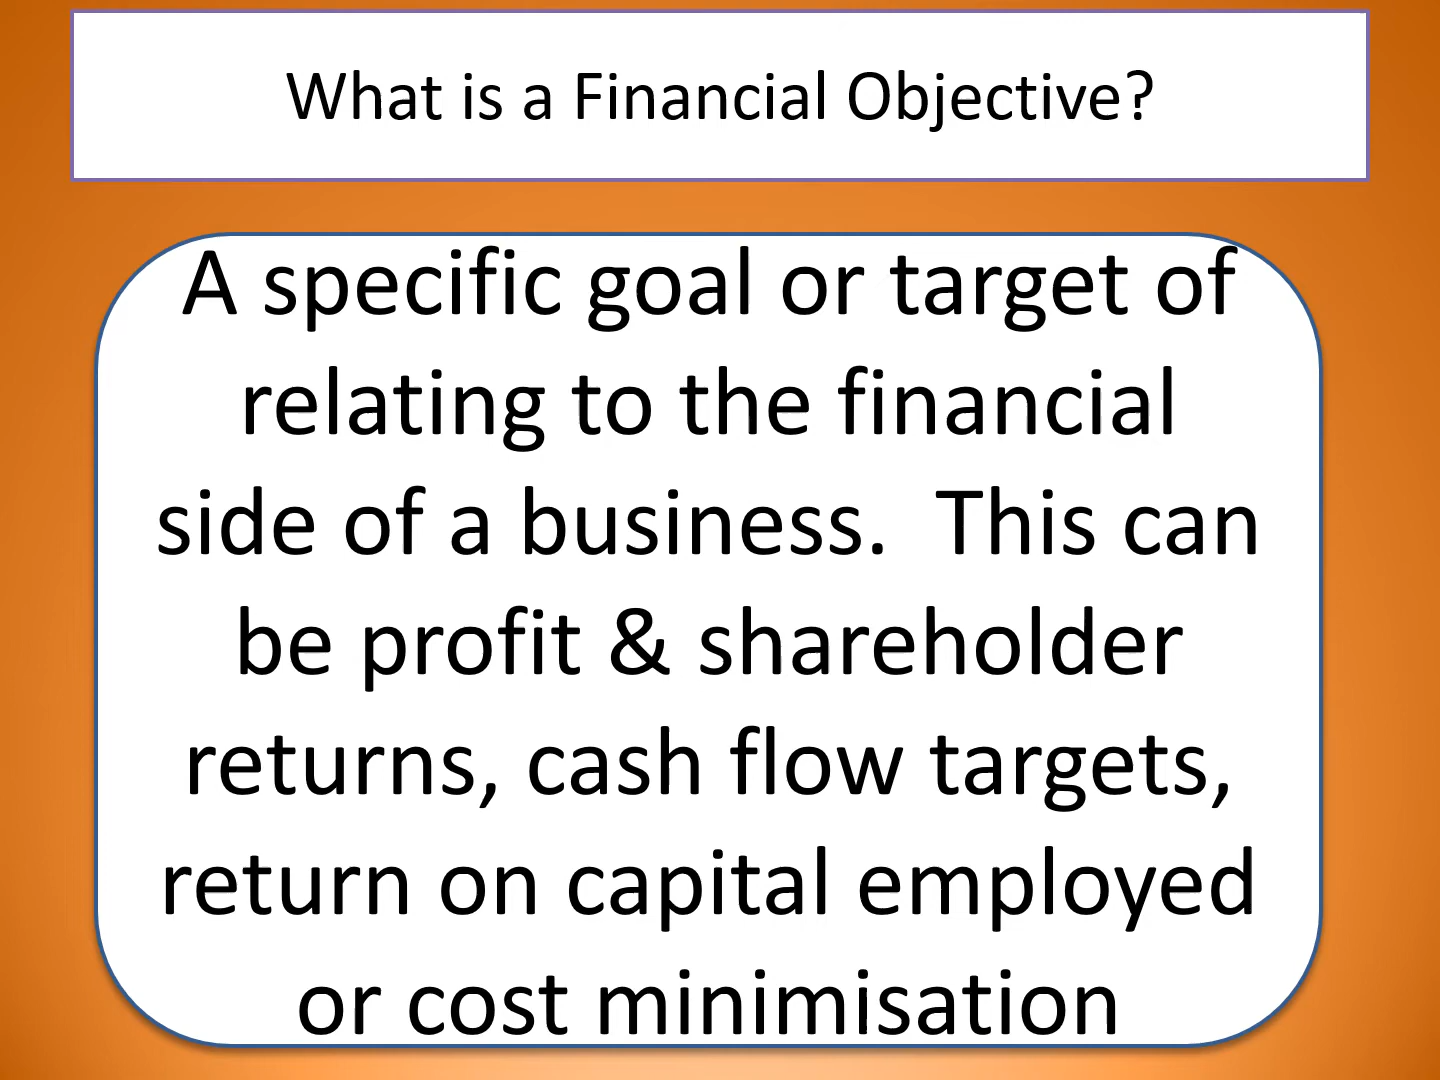 What is a Financial Objective?
A specific goal or target of
relating to the financial
side of a business.  This can
be profit & shareholder
returns, cash flow targets,
return on capital employed
or cost minimisation